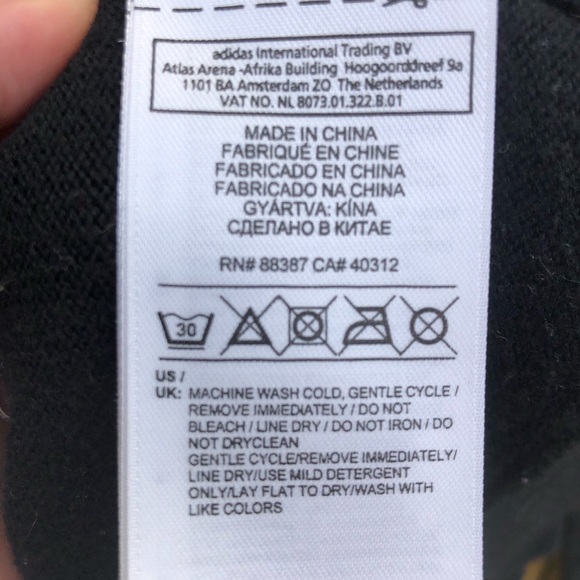 adidas International Trading BV
Atlas Arena -Afrika Building Hoogoorddreef 9a
1101 BA Amsterdam ZO The Netherlands
VAT NO. NL 8073.01.322.B.01
MADE IN CHINA
FABRIQUÉ EN CHINE
FABRICADO EN CHINA
FABRICADO NA CHINA
GYÁRTVA: KÍNA
СДЕЛАНО В КИТАЕ
RN# 88387 CA# 40312
30
US /
UK: MACHINE WASH COLD, GENTLE CYCLE /
REMOVE IMMEDIATELY / DO NOT
BLEACH / LINE DRY / DO NOT IRON / DO
NOT DRYCLEAN
GENTLE CYCLE/REMOVE IMMEDIATELY/
LINE DRY/USE MILD DETERGENT
ONLY/LAY FLAT TO DRY/WASH WITH
LIKE COLORS